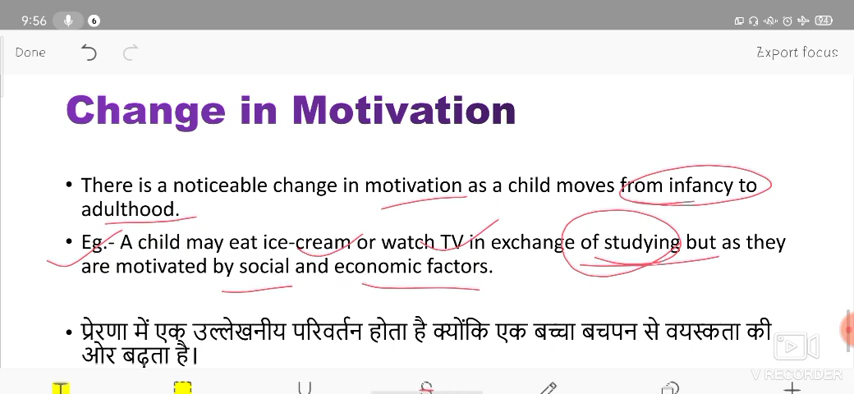 9:56
6
94
Done
Export focus
Change in Motivation
• There is a noticeable change in motivation as a child moves from infancy to
adulthood.
• Eg.- A child may eat ice-cream or watch TV in exchange of studying but as they
are motivated by social and economic factors.
• प्रेरणा में एक उल्लेखनीय परिवर्तन होता है क्योंकि एक बच्चा बचपन से वयस्कता की
ओर बढ़ता है।
V RECORDER
T
U
S